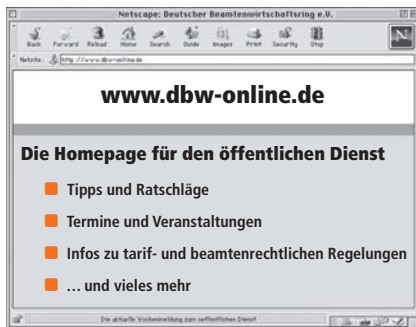 Netscape: Deutscher Beamtenwirtschaftsring e.V.
Back Forward Reload Home Search Guide Images Print Security Stop
Netsite: http://www.dbw-online.de
www.dbw-online.de
Die Homepage für den öffentlichen Dienst
Tipps und Ratschläge
Termine und Veranstaltungen
Infos zu tarif- und beamtenrechtlichen Regelungen
... und vieles mehr
Die aktuelle Wochenmeldung zum oeffentlichen Dienst